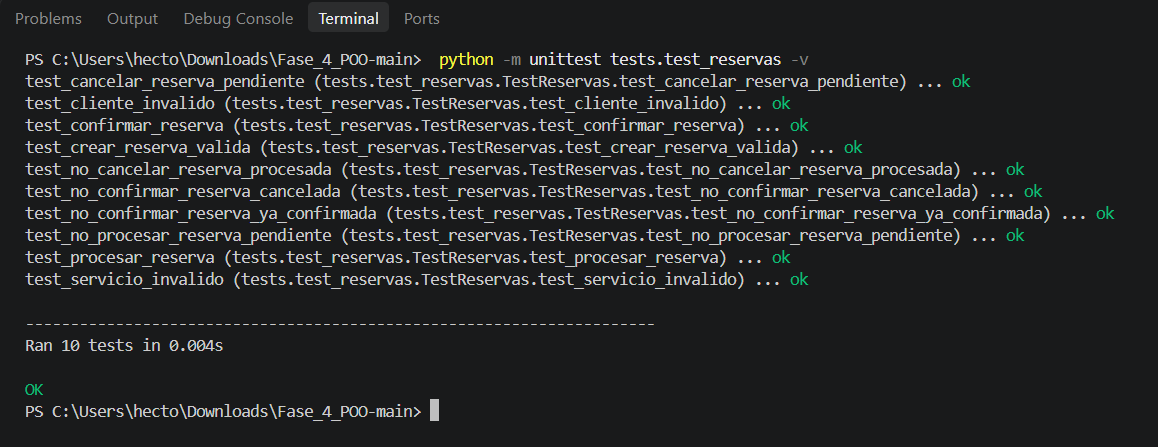 Problems Output Debug Console Terminal Ports
PS C:\Users\hecto\Downloads\Fase_4_POO-main>  python -m unittest tests.test_reservas -v
test_cancelar_reserva_pendiente (tests.test_reservas.TestReservas.test_cancelar_reserva_pendiente) ... ok
test_cliente_invalido (tests.test_reservas.TestReservas.test_cliente_invalido) ... ok
test_confirmar_reserva (tests.test_reservas.TestReservas.test_confirmar_reserva) ... ok
test_crear_reserva_valida (tests.test_reservas.TestReservas.test_crear_reserva_valida) ... ok
test_no_cancelar_reserva_procesada (tests.test_reservas.TestReservas.test_no_cancelar_reserva_procesada) ... ok
test_no_confirmar_reserva_cancelada (tests.test_reservas.TestReservas.test_no_confirmar_reserva_cancelada) ... ok
test_no_confirmar_reserva_ya_confirmada (tests.test_reservas.TestReservas.test_no_confirmar_reserva_ya_confirmada) ... ok
test_no_procesar_reserva_pendiente (tests.test_reservas.TestReservas.test_no_procesar_reserva_pendiente) ... ok
test_procesar_reserva (tests.test_reservas.TestReservas.test_procesar_reserva) ... ok
test_servicio_invalido (tests.test_reservas.TestReservas.test_servicio_invalido) ... ok
----------------------------------------------------------------------
Ran 10 tests in 0.004s
OK
PS C:\Users\hecto\Downloads\Fase_4_POO-main>